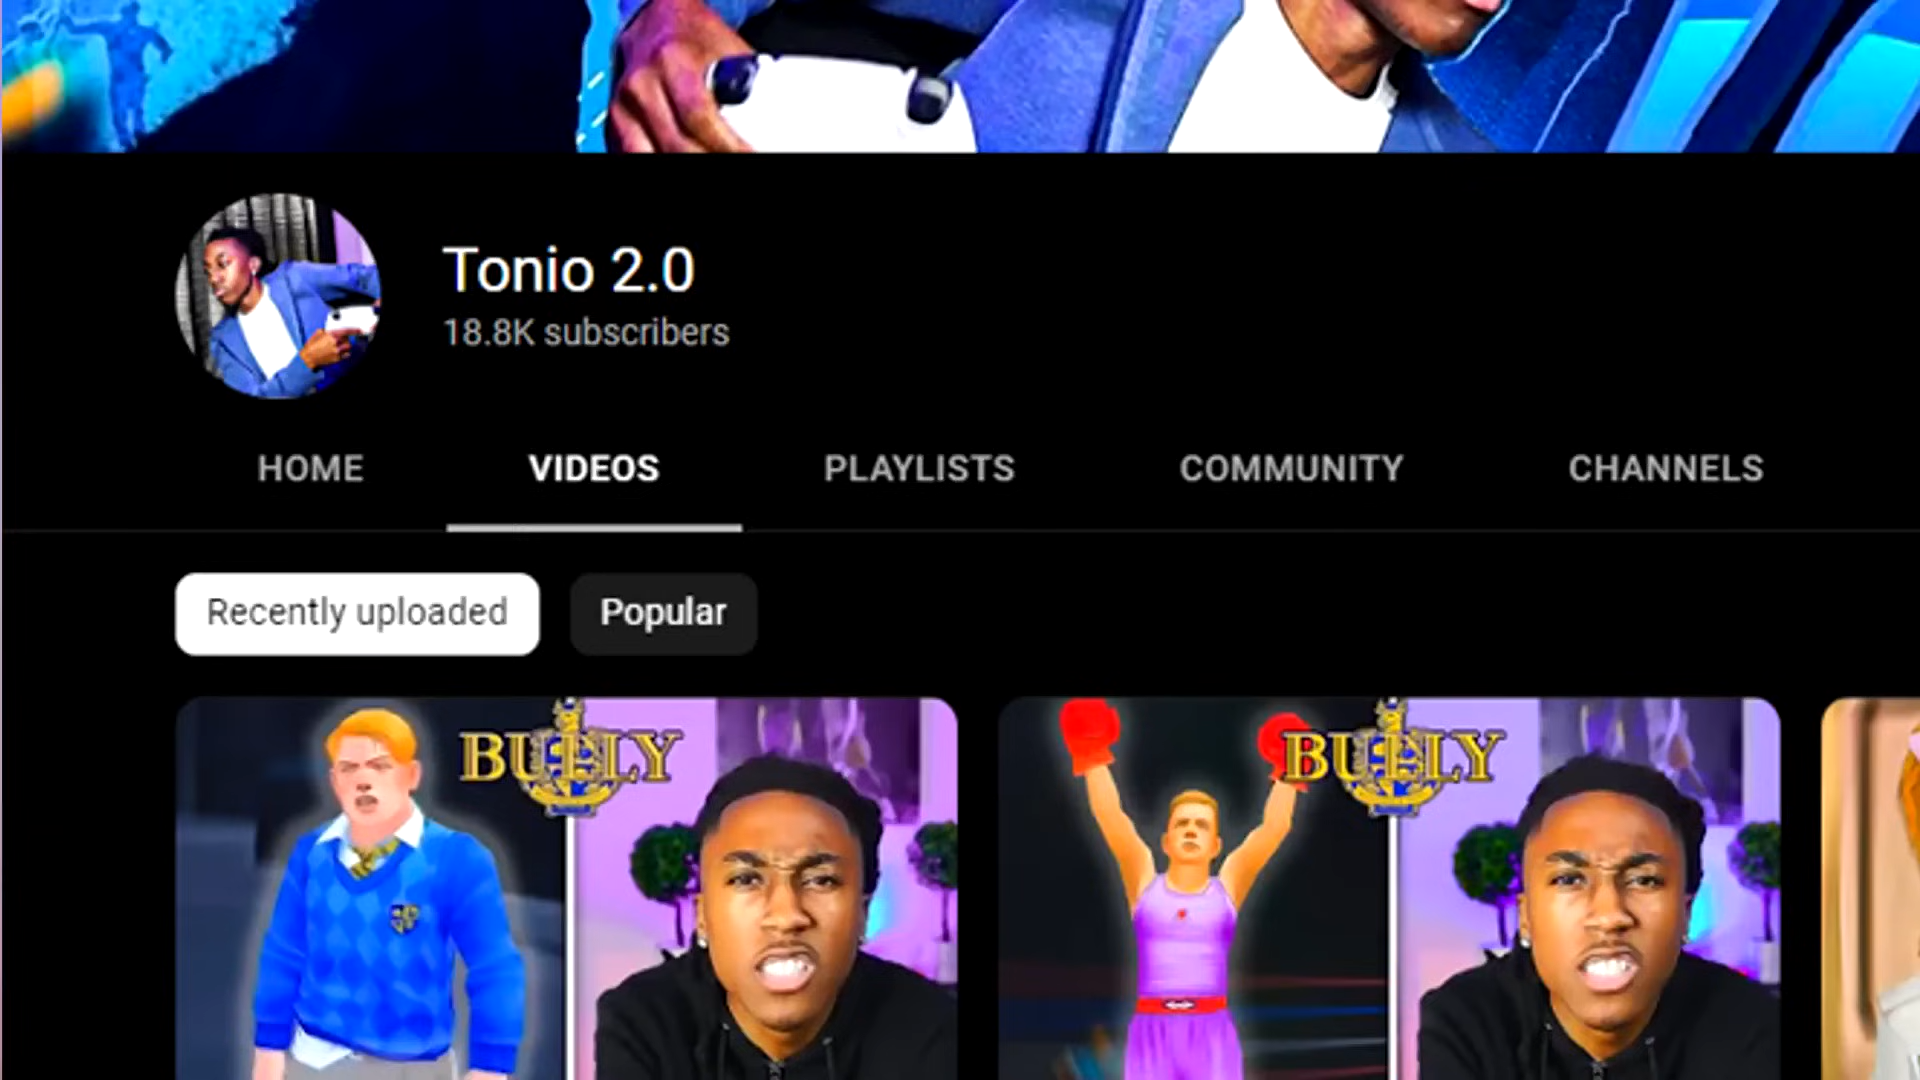 Tonio 2.0
18.8K subscribers
HOME VIDEOS PLAYLISTS COMMUNITY CHANNELS
Recently uploaded Popular
BULLY BULLY